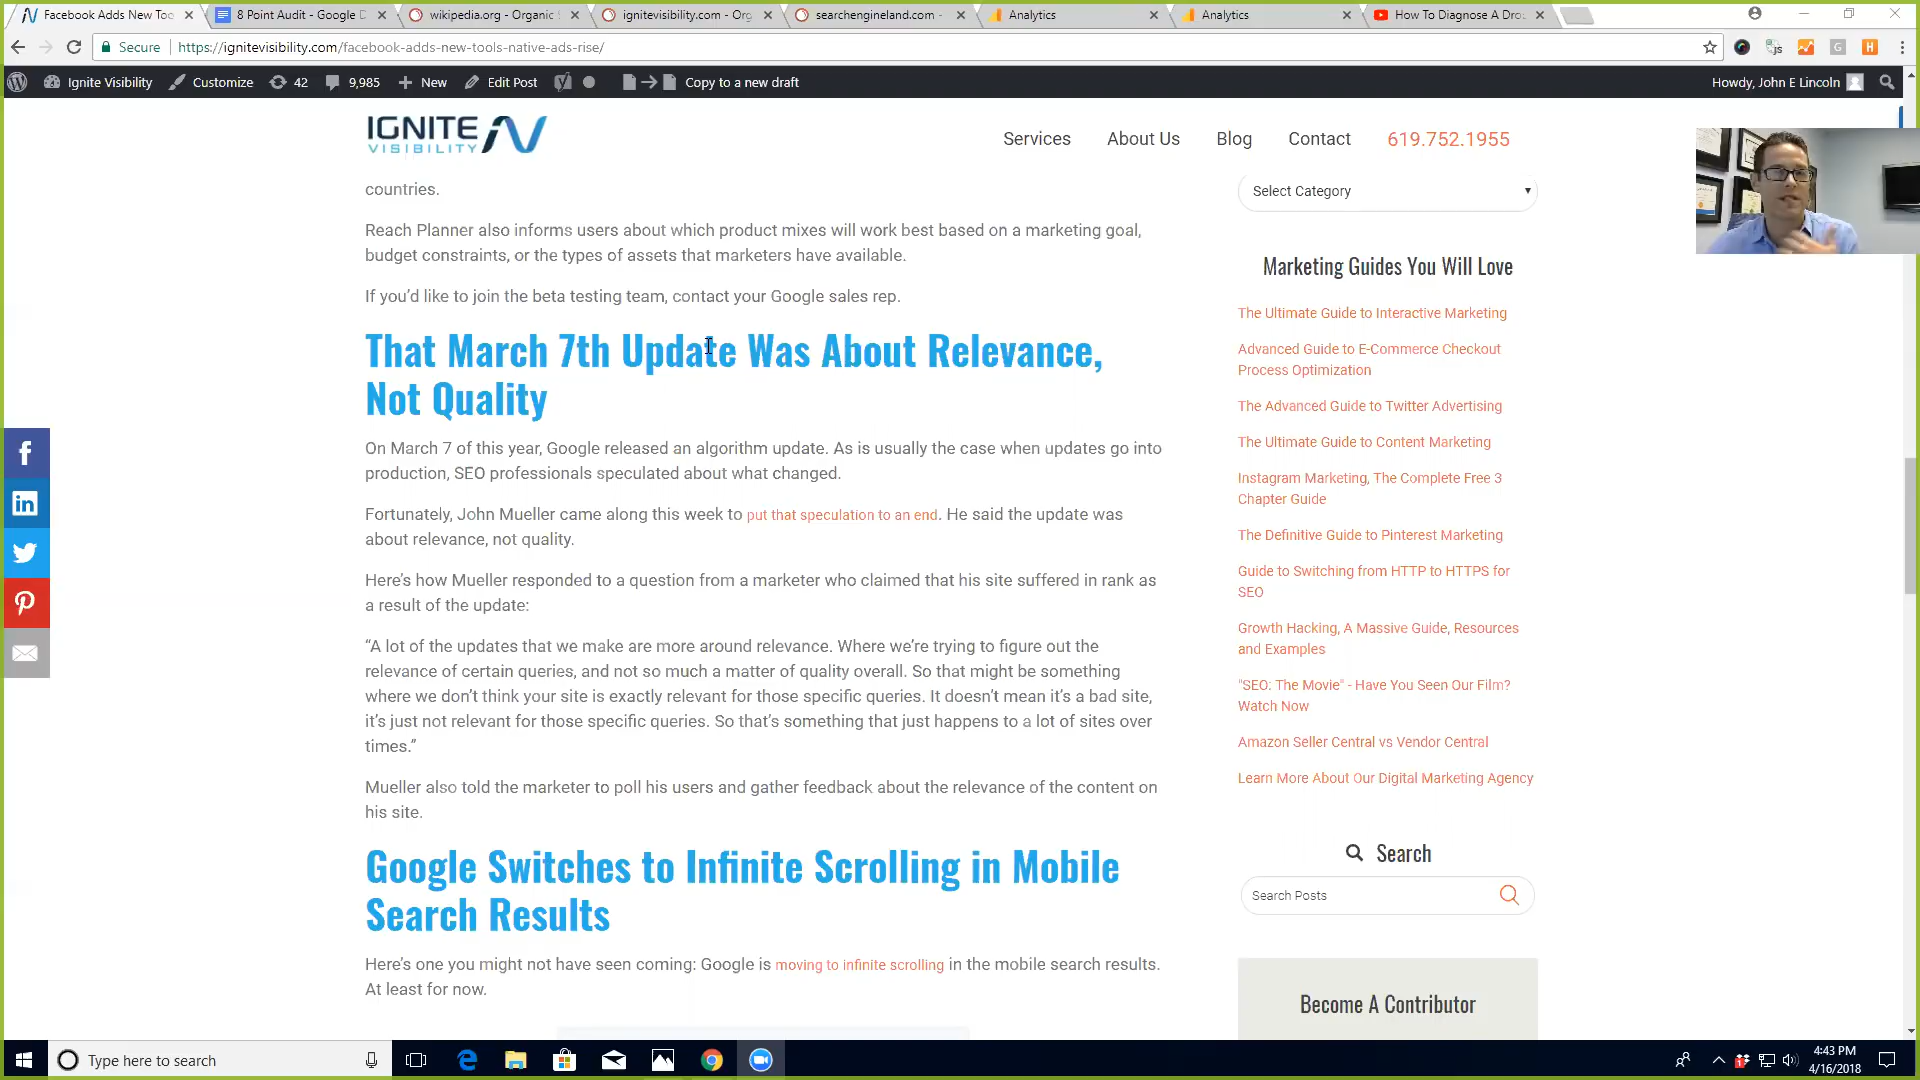 Facebook Adds New Too
8 Point Audit - Google D
wikipedia.org - Organic
ignitevisibility.com - Org
searchengineland.com -
Analytics
Analytics
How To Diagnose A Dro
Secure
https://ignitevisibility.com/facebook-adds-new-tools-native-ads-rise/
Ignite Visibility
Customize
42
9,985
New
Edit Post
Copy to a new draft
Howdy, John E Lincoln
IGNITE
VISIBILITY
Services
About Us
Blog
Contact
619.752.1955
countries.
Reach Planner also informs users about which product mixes will work best based on a marketing goal,
budget constraints, or the types of assets that marketers have available.
If you’d like to join the beta testing team, contact your Google sales rep.
That March 7th Update Was About Relevance,
Not Quality
On March 7 of this year, Google released an algorithm update. As is usually the case when updates go into
production, SEO professionals speculated about what changed.
Fortunately, John Mueller came along this week to put that speculation to an end. He said the update was
about relevance, not quality.
Here’s how Mueller responded to a question from a marketer who claimed that his site suffered in rank as
a result of the update:
“A lot of the updates that we make are more around relevance. Where we’re trying to figure out the
relevance of certain queries, and not so much a matter of quality overall. So that might be something
where we don’t think your site is exactly relevant for those specific queries. It doesn’t mean it’s a bad site,
it’s just not relevant for those specific queries. So that’s something that just happens to a lot of sites over
times.”
Mueller also told the marketer to poll his users and gather feedback about the relevance of the content on
his site.
Google Switches to Infinite Scrolling in Mobile
Search Results
Here’s one you might not have seen coming: Google is moving to infinite scrolling in the mobile search results.
At least for now.
Select Category
Marketing Guides You Will Love
The Ultimate Guide to Interactive Marketing
Advanced Guide to E-Commerce Checkout
Process Optimization
The Advanced Guide to Twitter Advertising
The Ultimate Guide to Content Marketing
Instagram Marketing, The Complete Free 3
Chapter Guide
The Definitive Guide to Pinterest Marketing
Guide to Switching from HTTP to HTTPS for
SEO
Growth Hacking, A Massive Guide, Resources
and Examples
"SEO: The Movie" - Have You Seen Our Film?
Watch Now
Amazon Seller Central vs Vendor Central
Learn More About Our Digital Marketing Agency
Search
Search Posts
Become A Contributor
Type here to search
4:43 PM
4/16/2018